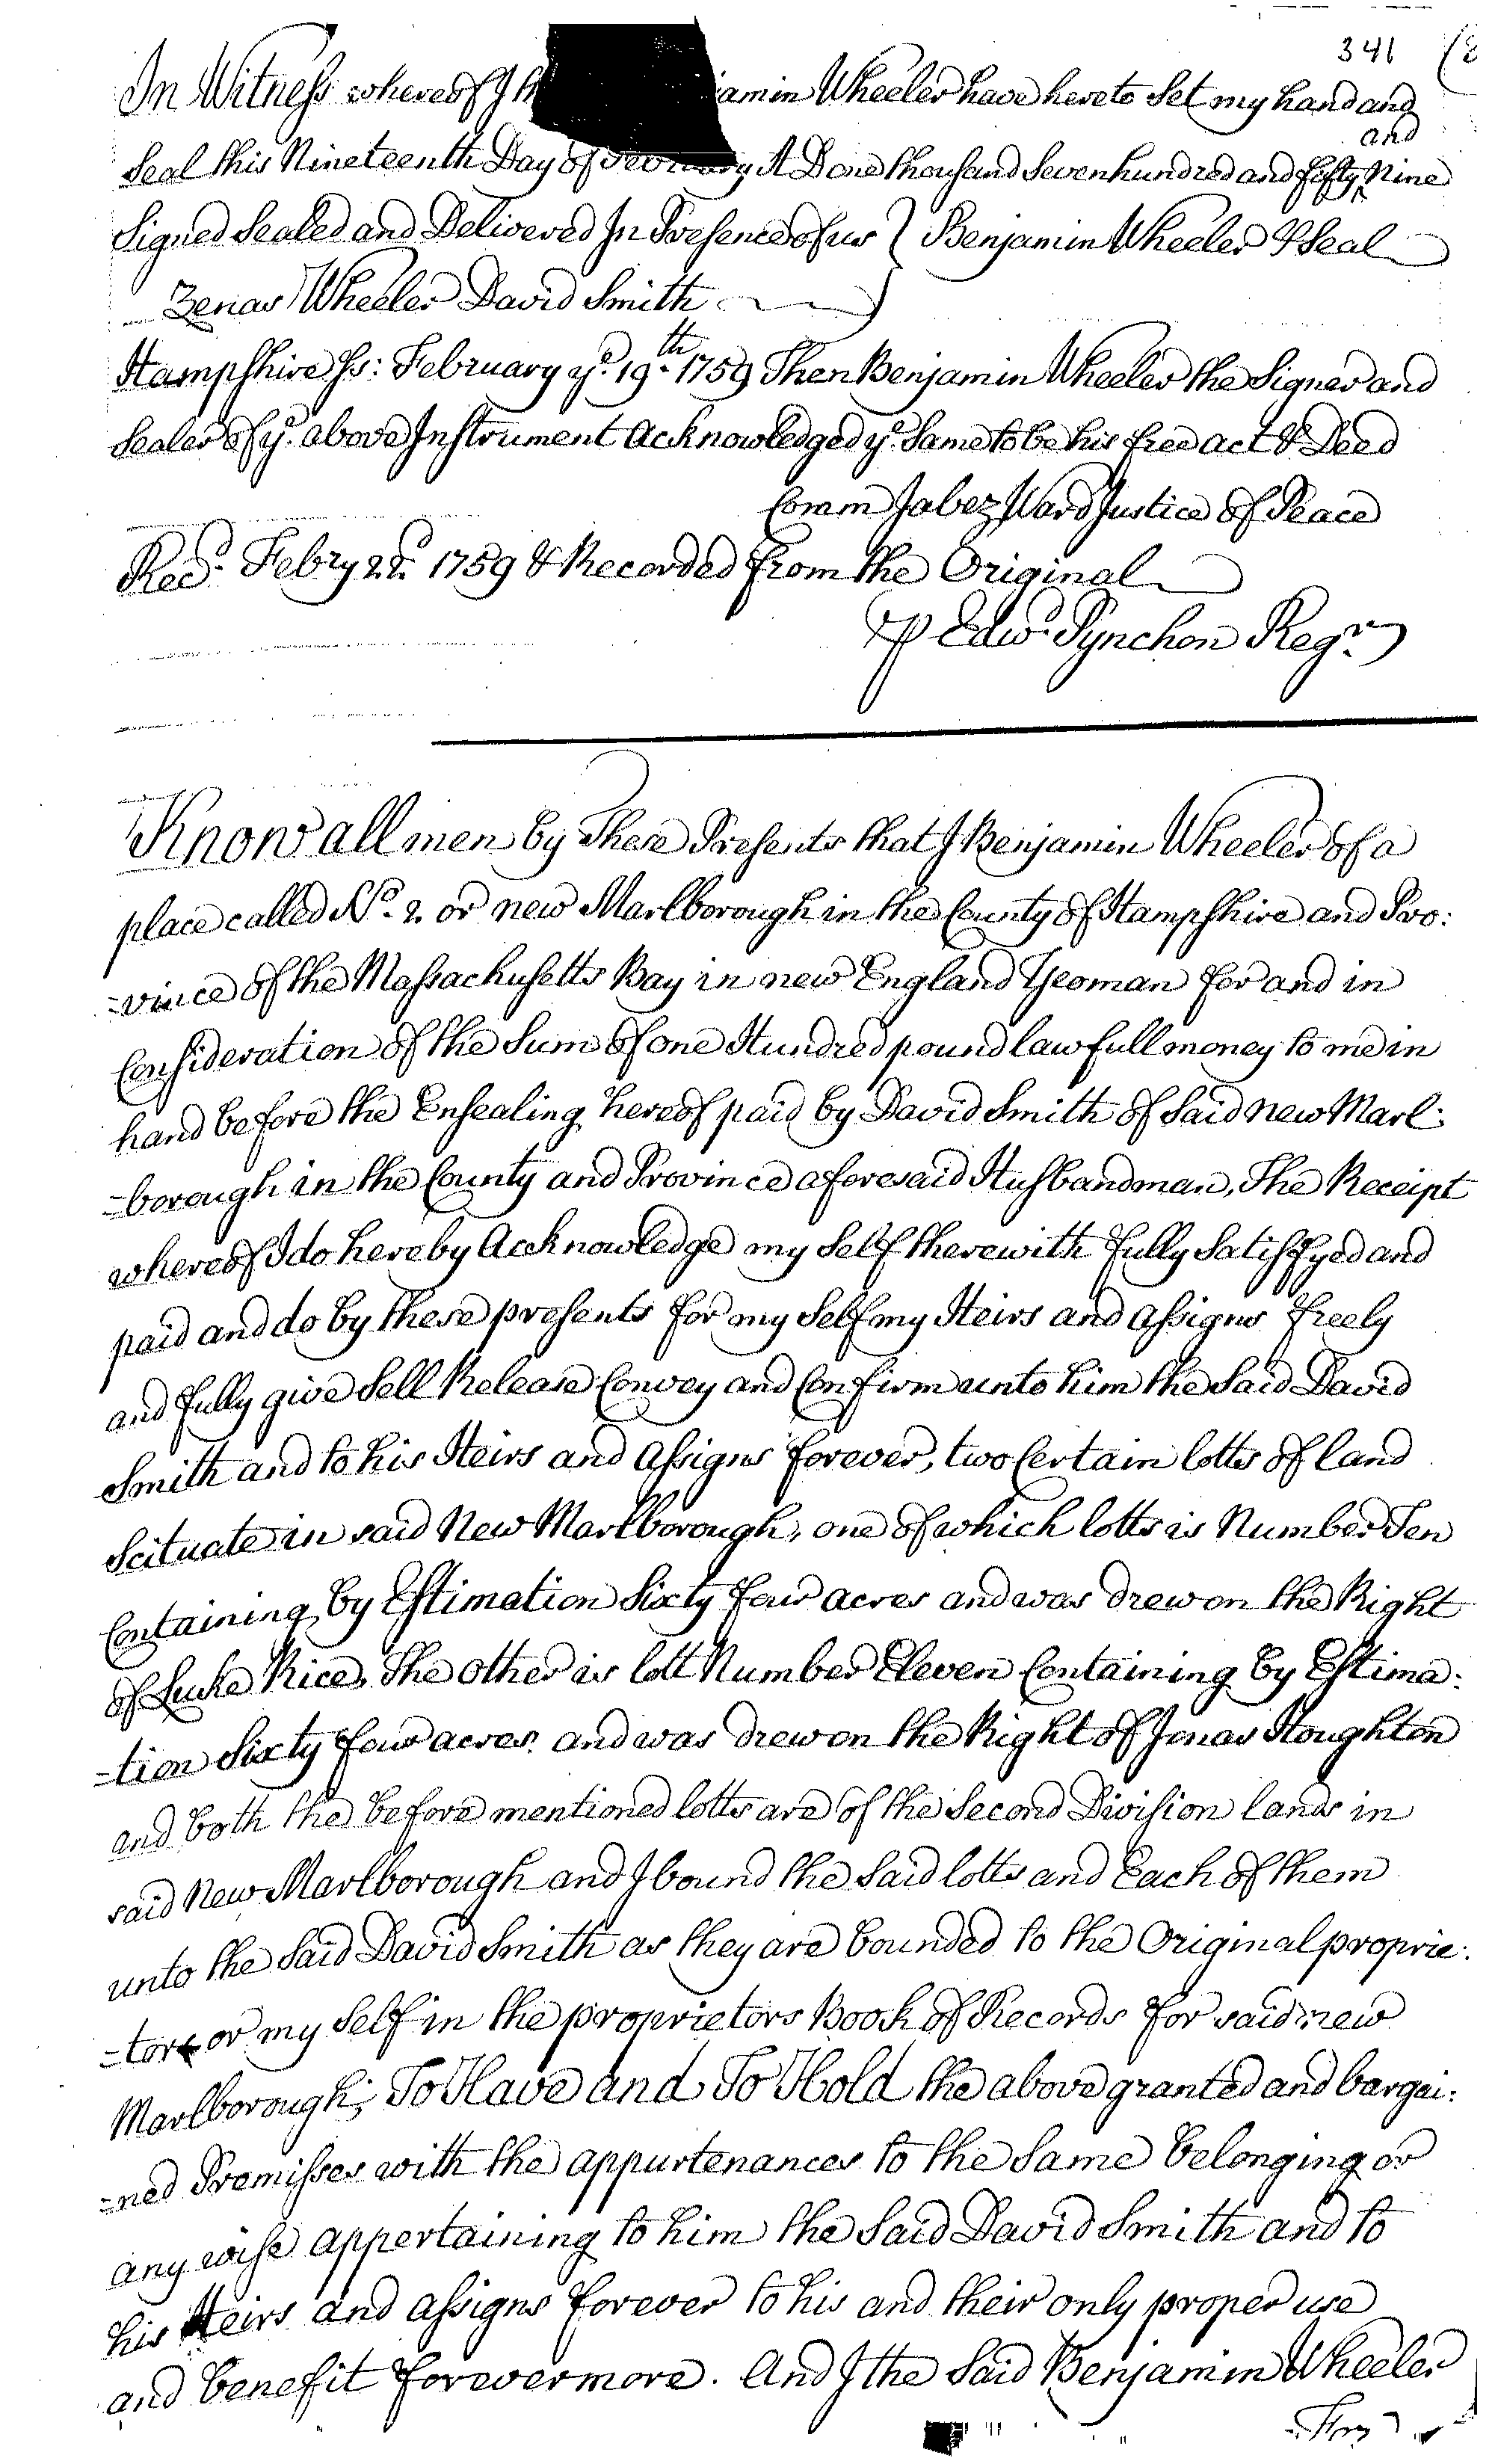 341
In Witness whereof I jamin Wheeler have hereto Set my hand and
and
Seal this Nineteenth Day of Febru ry A D one thousand Seven hundred and fifty Nine
Signed Sealed and Delivered In Presence of us } Benjamin Wheeler & Seal
Zenas Wheeler David Smith
Hampshire Ss: February ye. 19th. 1759 Then Benjamin Wheeler the Signer and
Sealer of ye. above Instrument Acknowledged ye. Same to be his free act & Deed
Coram Jabez Ward Justice of Peace
Recd. Febry 22d. 1759 & Recorded from the Original
⅌ Edwd. Pynchon Regr.
Know all men by These Presents that I Benjamin Wheeler of a
place called No. 2. or new Marlborough in the County of Hampshire and Pro:
=vince of the Massachusetts Bay in new England Yeoman for and in
Consideration of the Sum of one Hundred pound lawfull money to me in
hand before the Ensealing hereof paid by David Smith of Said new Marl:
=borough in the County and Province aforesaid Husbandman, The Receipt
whereof I do hereby Acknowledge my Self therewith fully Satisfyed and
paid and do by these presents for my Self my Heirs and assigns freely
and fully give Sell Release Convey and Confirm unto him the Said David
Smith and to his Heirs and assigns forever, two Certain lotts of land
Scituate in said New Marlborough, one of which lotts is Number Ten
Containing by Estimation Sixty four acres and was drew on the Right
of Luke Rice, The other is lott Number Eleven Containing by Estima:
=tion Sixty four acres. and was drew on the Right of Jonas Houghton
and both the before mentioned lotts are of the Second Division lands in
said New Marlborough and I bound the Said lotts and Each of them
unto the Said David Smith as they are bounded to the Original proprie:
=tors or my Self in the proprietors Book of Records for said new
Marlborough; To Have and To Hold the above granted and bargai:
=ned Premisses with the appurtenances to the Same belonging or
any wise appertaining to him the Said David Smith and to
his Heirs and assigns forever to his and their only proper use
and benefit forevermore. And I the Said Benjamin Wheeler
For